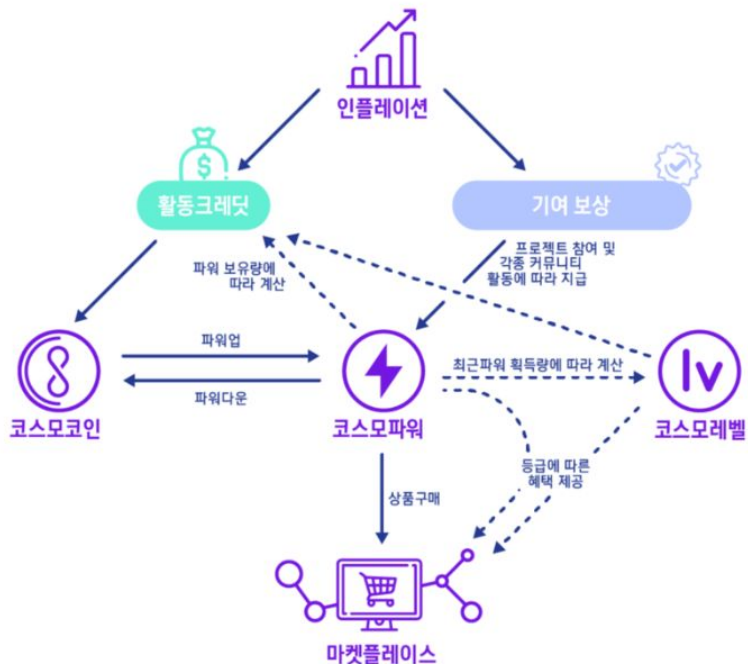 인플레이션
활동크레딧
기여 보상
프로젝트 참여 및
각종 커뮤니티
활동에 따라 지급
파워 보유량에
따라 계산
파워업
파워다운
최근파워 획득량에 따라 계산
lv
코스모코인
코스모파워
코스모레벨
등급에 따른
혜택 제공
상품구매
마켓플레이스